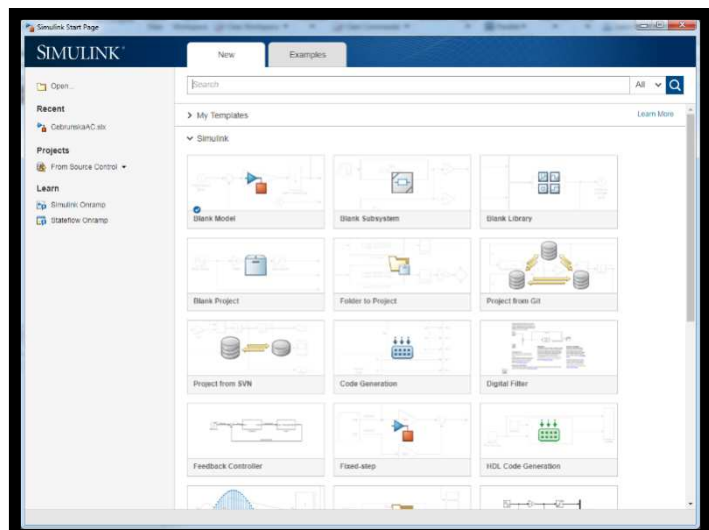 Simulink Start Page
SIMULINK®
New
Examples
Open...
Search
All
Recent
My Templates
Learn More
Simulink
Projects
From Source Control
Learn
Simulink Onramp
Stateflow Onramp
Blank Model
Blank Subsystem
Blank Library
Blank Project
Folder to Project
Project from Git
Project from SVN
Code Generation
Digital Filter
Feedback Controller
Fixed-step
HDL Code Generation